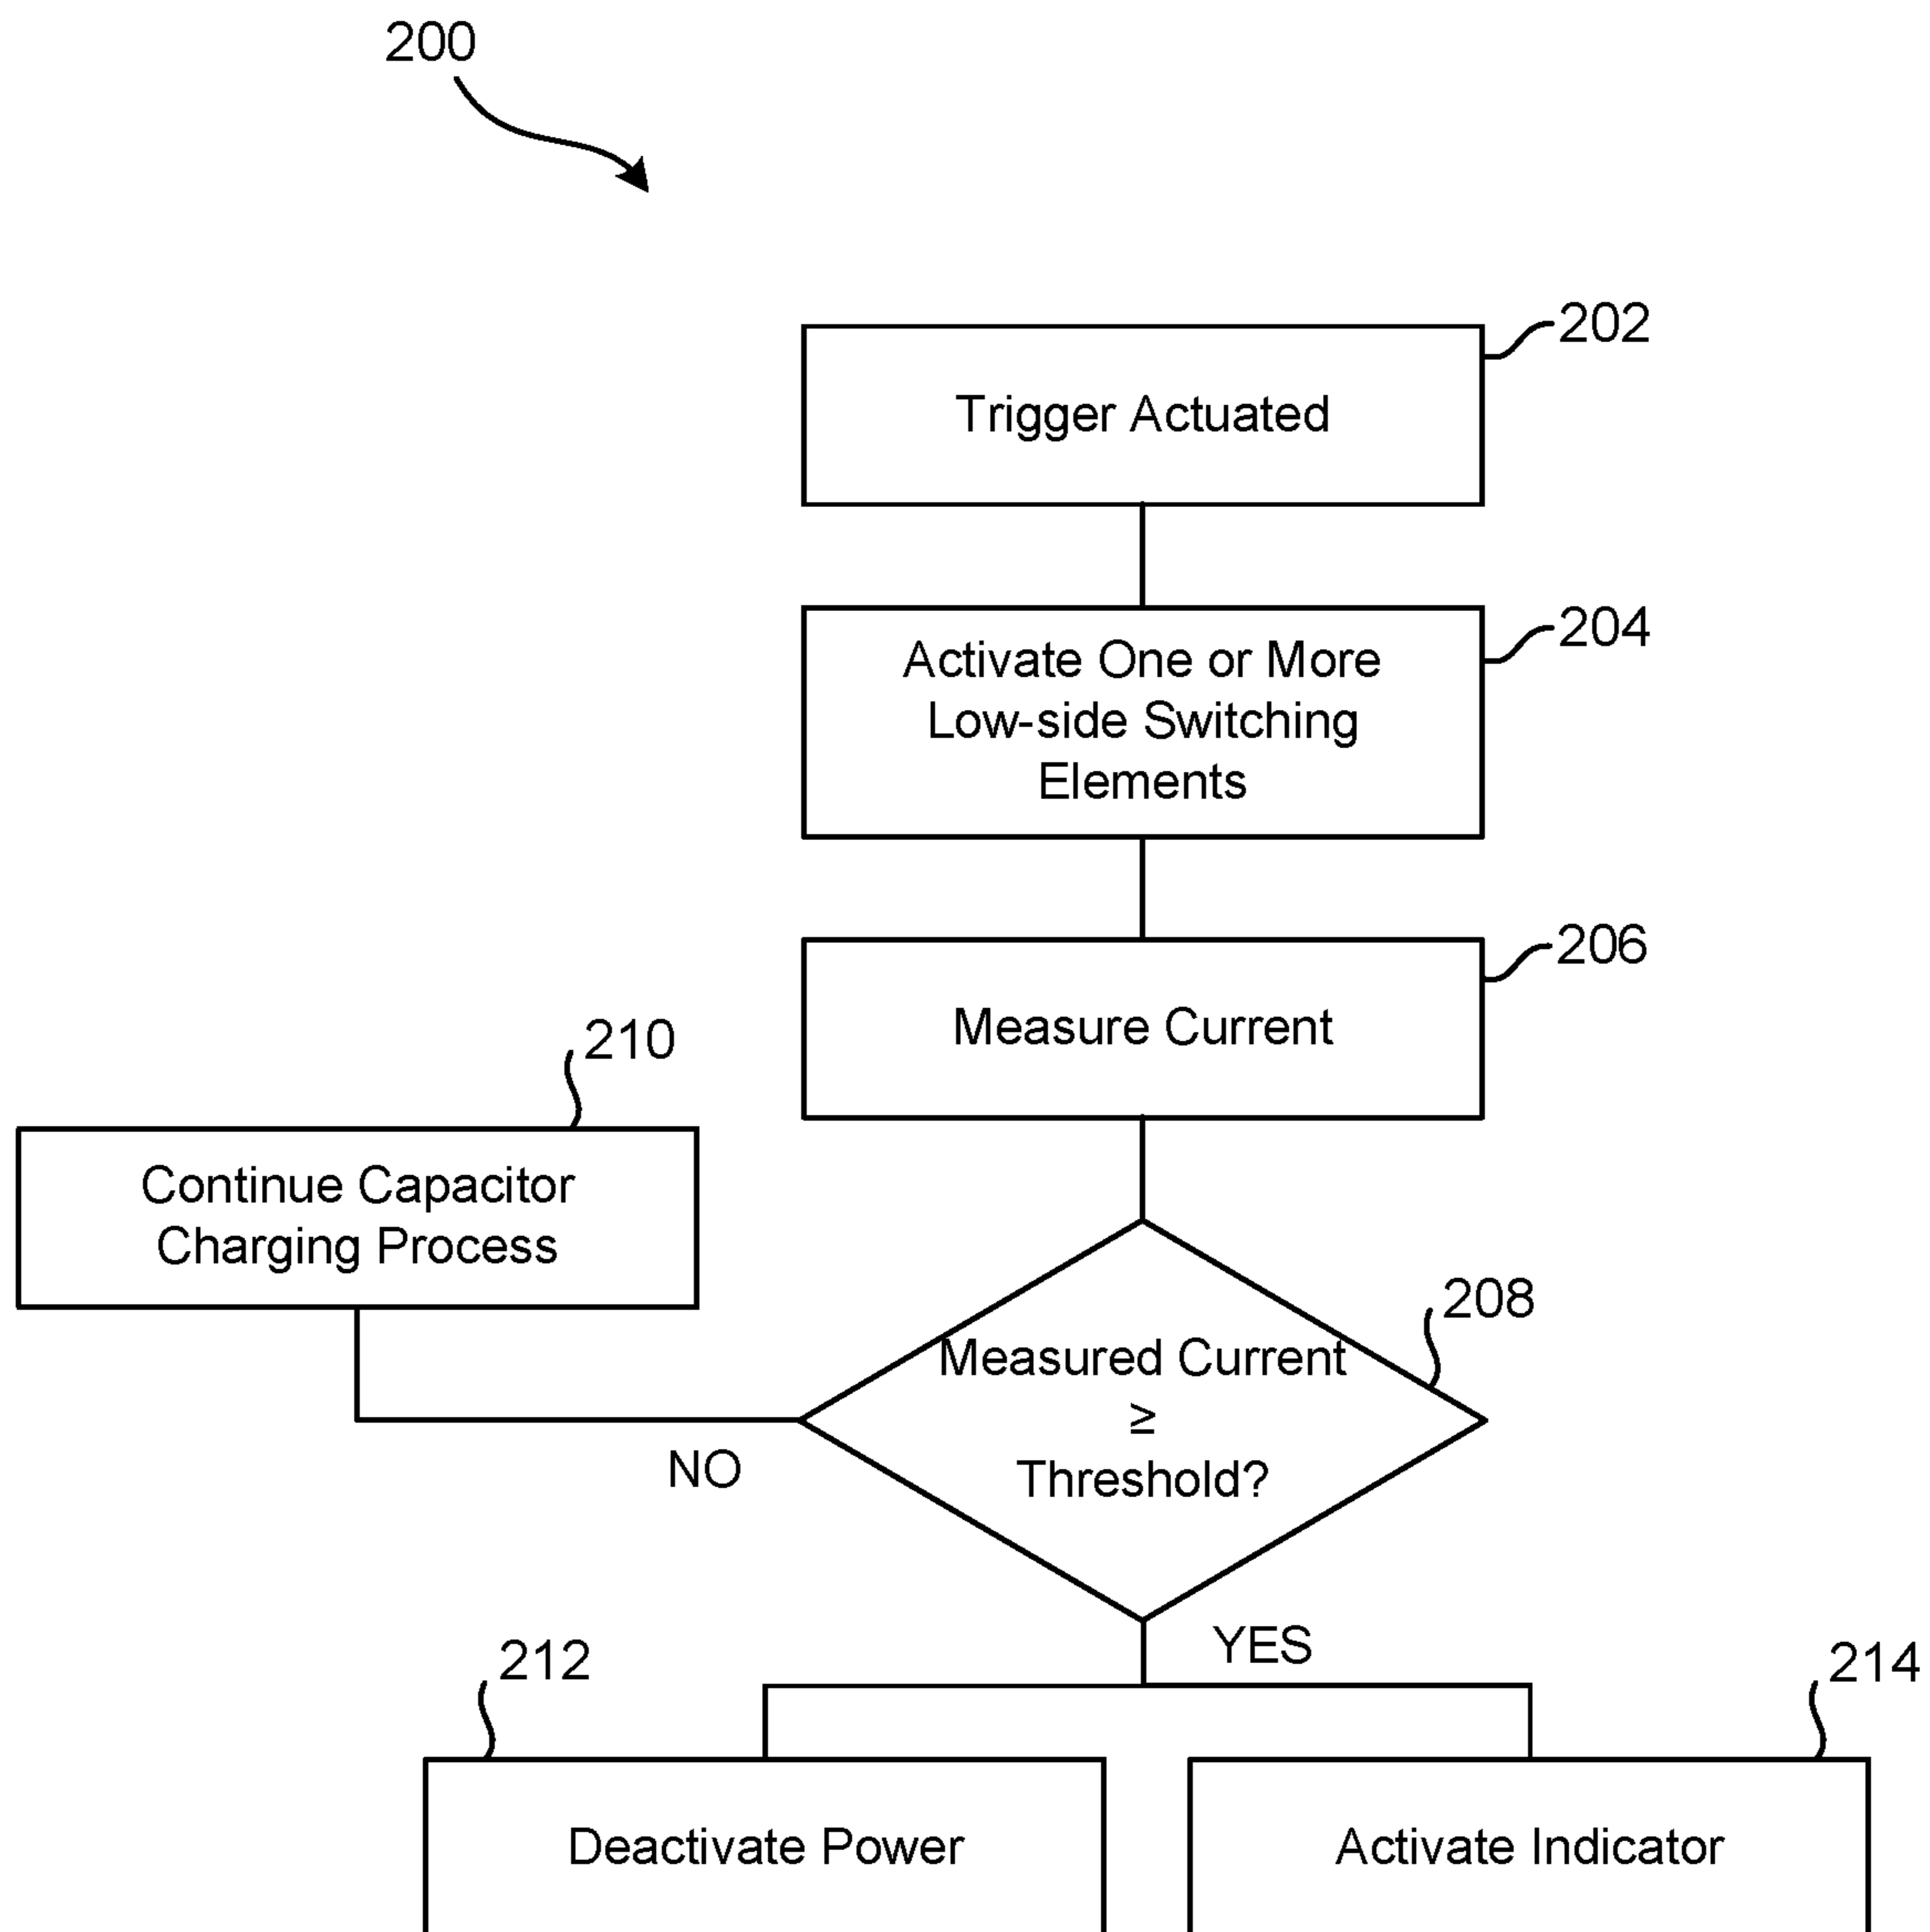 200
202
Trigger Actuated
204
Activate One or More
Low-side Switching
Elements
206
Measure Current
210
Continue Capacitor
Charging Process
208
Measured Current
≥
Threshold?
NO
YES
212
214
Deactivate Power
Activate Indicator